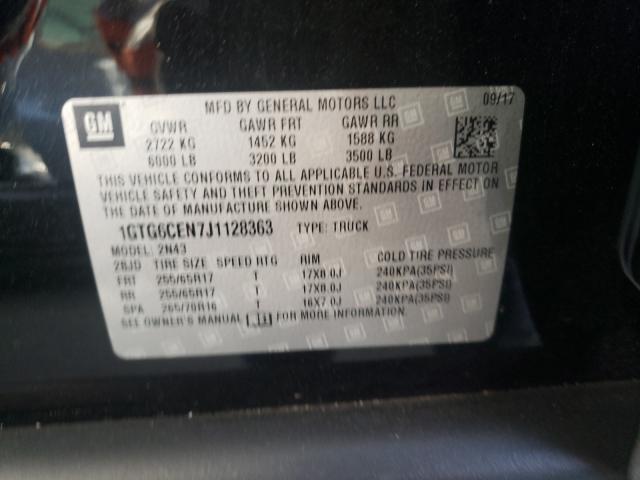 GM
MFD BY GENERAL MOTORS LLC 09/17
GVWR GAWR FRT GAWR RR
2722 KG 1452 KG 1588 KG
6000 LB 3200 LB 3500 LB
THIS VEHICLE CONFORMS TO ALL APPLICABLE U.S. FEDERAL MOTOR
VEHICLE SAFETY AND THEFT PREVENTION STANDARDS IN EFFECT ON
THE DATE OF MANUFACTURE SHOWN ABOVE.
1GTG6CEN7J1128363 TYPE: TRUCK
MODEL: 2N43
2BJD TIRE SIZE SPEED RTG RIM COLD TIRE PRESSURE
FRT 255/65R17 T 17X8.0J 240KPA(35PSI)
RR 255/65R17 T 17X8.0J 240KPA(35PSI)
SPA 265/70R16 T 16X7.0J 240KPA(35PSI)
SEE OWNER'S MANUAL FOR MORE INFORMATION.